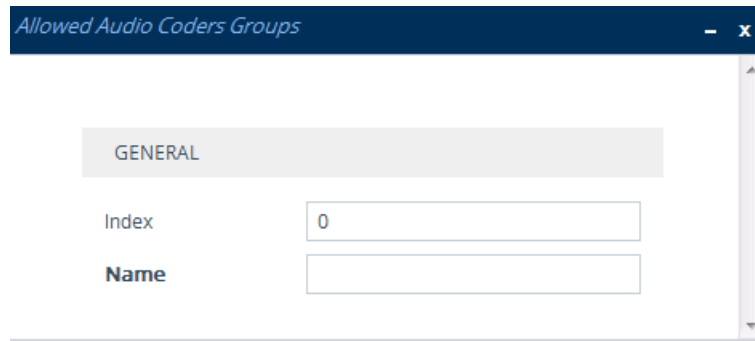 Allowed Audio Coders Groups
– x
GENERAL
Index 0
Name